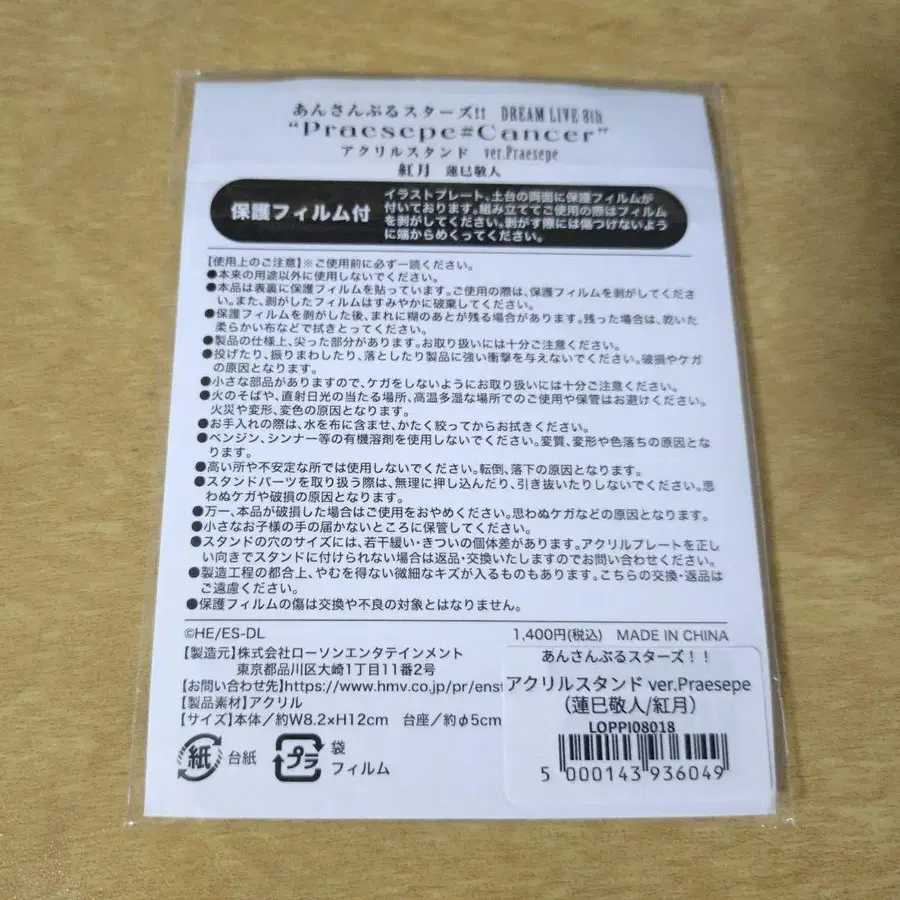 あんさんぶるスターズ!! DREAM LIVE 8th
“Praesepe#Cancer”
アクリルスタンド ver.Praesepe
紅月 蓮巳敬人
保護フィルム付
イラストプレート。土台の両面に保護フィルムが
付いております。組み立ててご使用の際はフィルム
を剥がしてください。剥がす際には傷つけないよう
に端からめくってください。
【使用上のご注意】※ご使用前に必ず一読ください。
●本来の用途以外に使用しないでください。
●本品は表裏に保護フィルムを貼っています。ご使用の際は、保護フィルムを剥がしてくださ
い。また、剥がしたフィルムはすみやかに破棄してください。
●保護フィルムを剥がした後、まれに糊のあとが残る場合があります。残った場合は、乾いた
柔らかい布などで拭きとってください。
●製品の仕様上、尖った部分があります。お取り扱いには十分ご注意ください。
●投げたり、振りまわしたり、落としたり製品に強い衝撃を与えないでください。破損やケガ
の原因となります。
●小さな部品がありますので、ケガをしないようにお取り扱いには十分ご注意ください。
●火のそばや、直射日光の当たる場所、高温多湿な場所でのご使用や保管はお避けください。
火災や変形、変色の原因となります。
●お手入れの際は、水を布に含ませ、かたく絞ってからお拭きください。
●ベンジン、シンナー等の有機溶剤を使用しないでください。変質、変形や色落ちの原因とな
ります。
●高い所や不安定な所では使用しないでください。転倒、落下の原因となります。
●スタンドパーツを取り扱う際は、無理に押し込んだり、引き抜いたりしないでください。思
わぬケガや破損の原因となります。
●万一、本品が破損した場合はご使用をおやめください。思わぬケガなどの原因となります。
●小さなお子様の手の届かないところに保管してください。
●スタンドの穴のサイズには、若干緩い・きついの個体差があります。アクリルプレートを正し
い向きでスタンドに付けられない場合は返品・交換いたしますのでお問い合わせください。
●製造工程の都合上、やむを得ない微細なキズが入るものもあります。こちらの交換・返品は
ご遠慮ください。
●保護フィルムの傷は交換や不良の対象とはなりません。
©HE/ES-DL 1,400円(税込) MADE IN CHINA
【製造元】株式会社ローソンエンタテインメント
東京都品川区大崎1丁目11番2号
【お問い合わせ先】https://www.hmv.co.jp/pr/enst
【製品素材】アクリル
【サイズ】本体/約W8.2×H12cm 台座/約φ5cm
紙 台紙 プラ 袋
フィルム
あんさんぶるスターズ！！
アクリルスタンド ver.Praesepe
（蓮巳敬人/紅月）
LOPPI08018
5 000143 936049